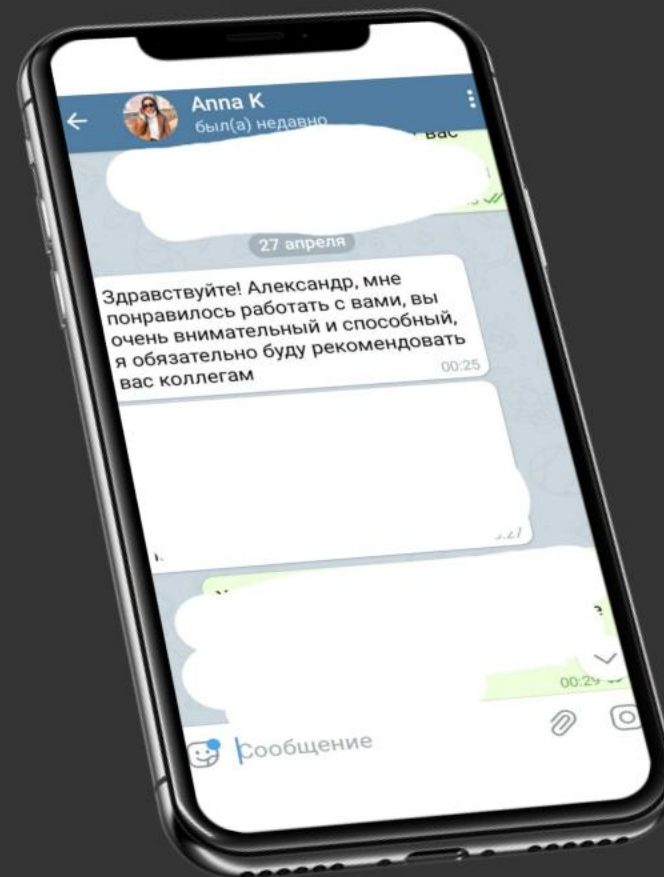 Anna K
был(а) недавно
вас
27 апреля
Здравствуйте! Александр, мне
понравилось работать с вами, вы
очень внимательный и способный,
я обязательно буду рекомендовать
вас коллегам
00:25
00:29
Сообщение